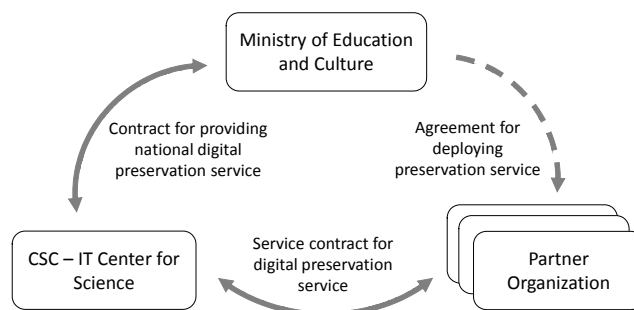 Ministry of Education
and Culture
Contract for providing
national digital
preservation service
Agreement for
deploying
preservation service
CSC – IT Center for
Science
Service contract for
digital preservation
service
Partner
Organization